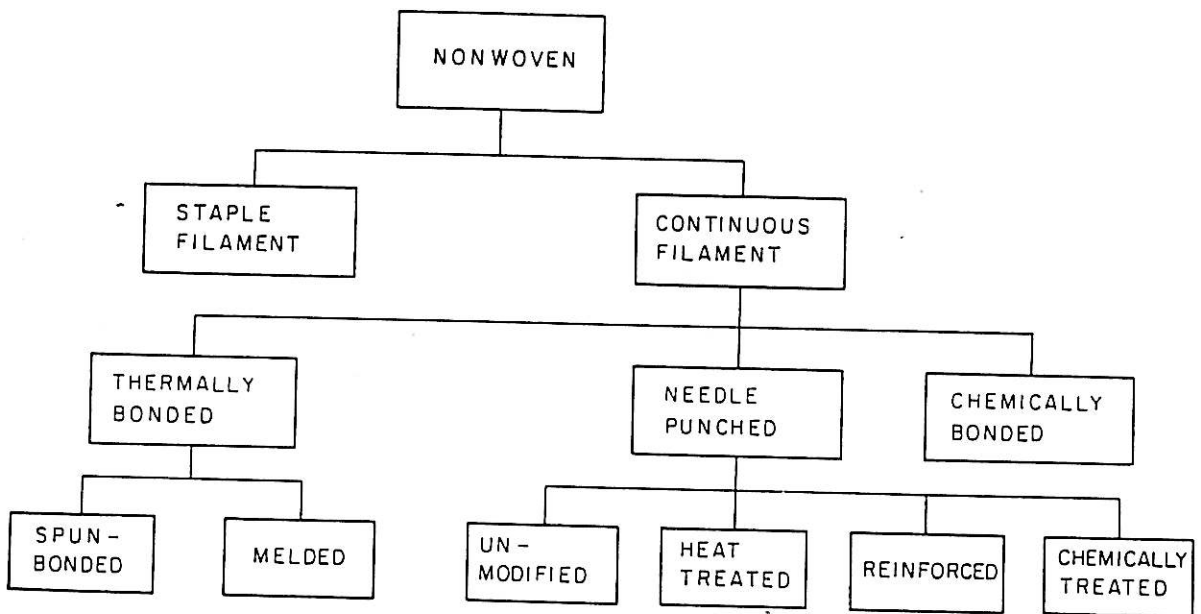 NONWOVEN
STAPLE
FILAMENT
CONTINUOUS
FILAMENT
THERMALLY
BONDED
NEEDLE
PUNCHED
CHEMICALLY
BONDED
SPUN-
BONDED
MELDED
UN-
MODIFIED
HEAT
TREATED
REINFORCED
CHEMICALLY
TREATED